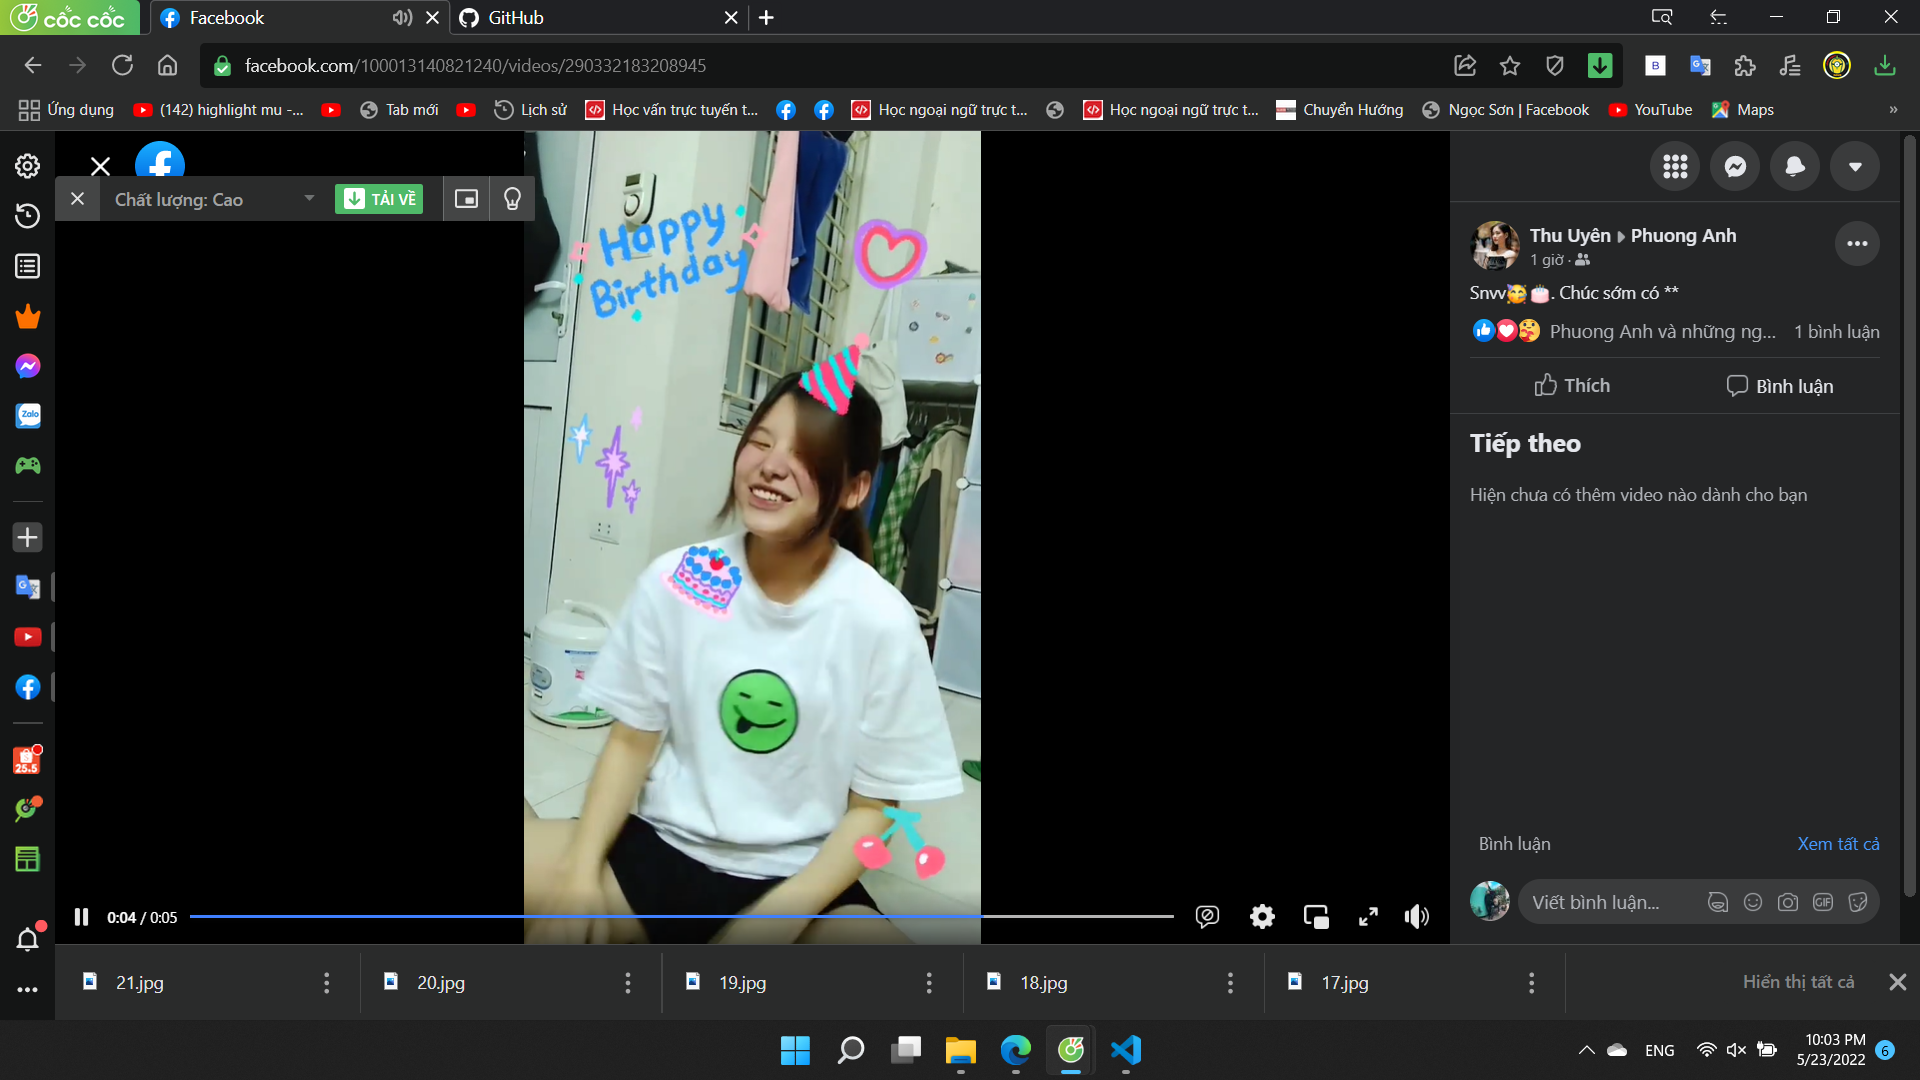 cốc cốc
Facebook
GitHub
facebook.com/100013140821240/videos/290332183208945
Ứng dụng
(142) highlight mu -...
Tab mới
Lịch sử
Học vấn trực tuyến t...
Học ngoại ngữ trực t...
Học ngoại ngữ trực t...
Chuyển Hướng
Ngọc Sơn | Facebook
YouTube
Maps
»
Chất lượng: Cao
TẢI VỀ
Happy
Birthday
Thu Uyên Phuong Anh
1 giờ ·
Snvv🥰🎂. Chúc sớm có **
Phuong Anh và những ng...
1 bình luận
Thích
Bình luận
Tiếp theo
Hiện chưa có thêm video nào dành cho bạn
Zalo
25.5
Bình luận
Xem tất cả
Viết bình luận...
GIF
0:04 / 0:05
21.jpg
20.jpg
19.jpg
18.jpg
17.jpg
Hiển thị tất cả
ENG
10:03 PM
5/23/2022
6